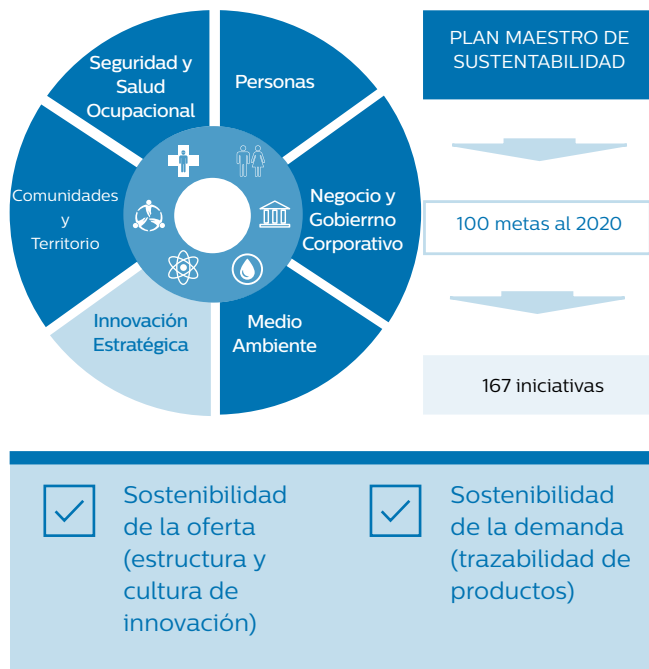 Seguridad y
Salud
Ocupacional
Personas
Comunidades
y
Territorio
Negocio y
Gobierrno
Corporativo
Innovación
Estratégica
Medio
Ambiente
PLAN MAESTRO DE
SUSTENTABILIDAD
100 metas al 2020
167 iniciativas
Sostenibilidad
de la oferta
(estructura y
cultura de
innovación)
Sostenibilidad
de la demanda
(trazabilidad de
productos)